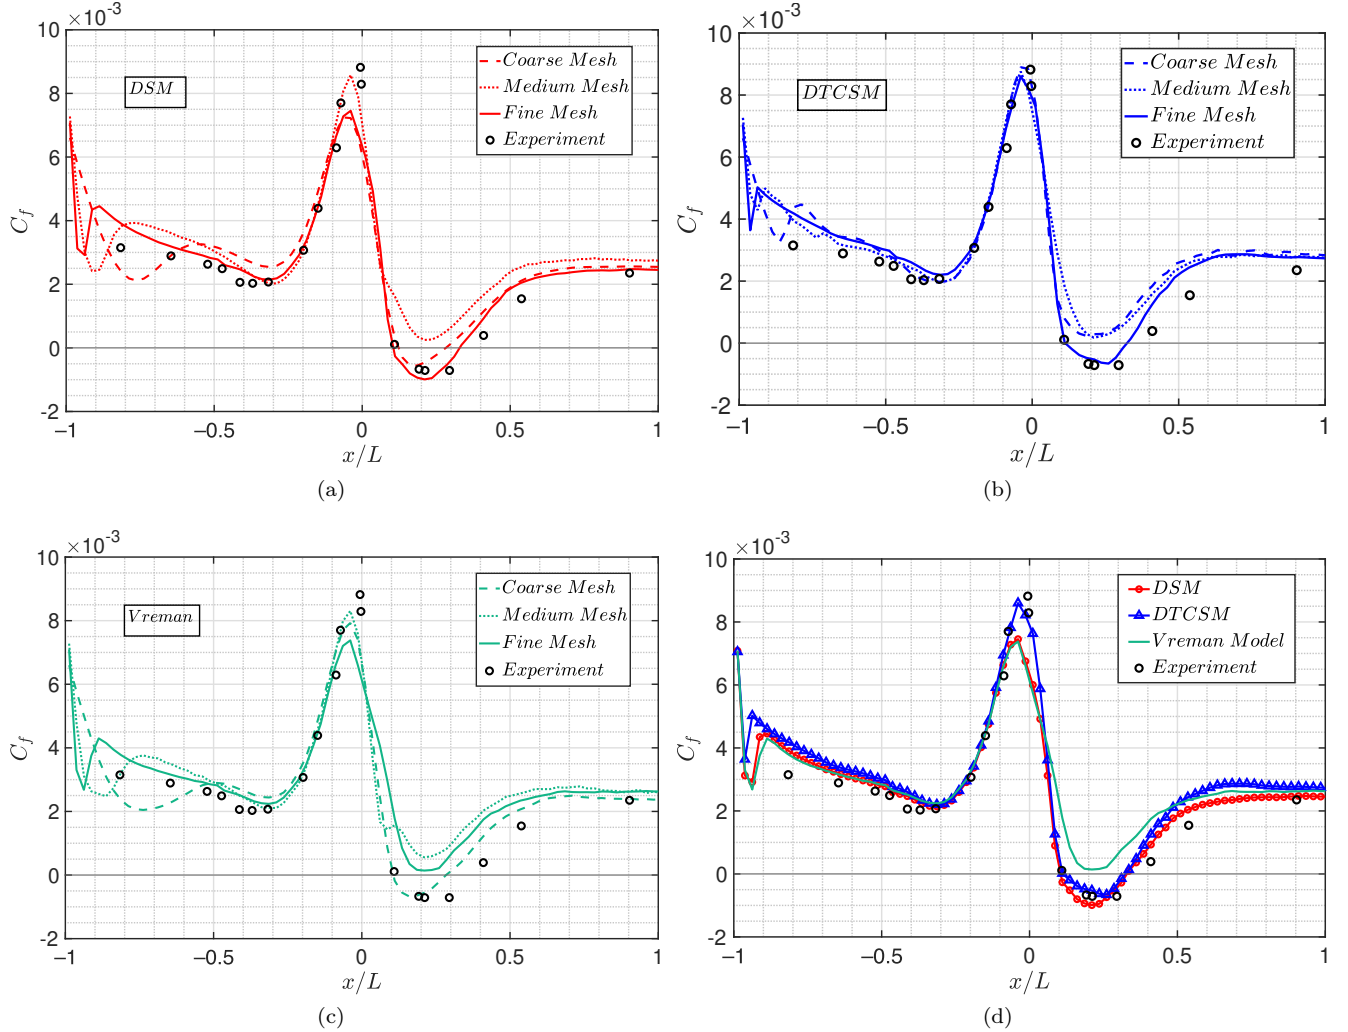 ×10⁻³
10
8
6
4
2
0
-2
C_f
DSM
Coarse Mesh
Medium Mesh
Fine Mesh
Experiment
−1
−0.5
0
0.5
1
x/L
(a)
×10⁻³
10
8
6
4
2
0
-2
C_f
DTCSM
Coarse Mesh
Medium Mesh
Fine Mesh
Experiment
−1
−0.5
0
0.5
1
x/L
(b)
×10⁻³
10
8
6
4
2
0
-2
C_f
Vreman
Coarse Mesh
Medium Mesh
Fine Mesh
Experiment
−1
−0.5
0
0.5
1
x/L
(c)
×10⁻³
10
8
6
4
2
0
-2
C_f
DSM
DTCSM
Vreman Model
Experiment
−1
−0.5
0
0.5
1
x/L
(d)